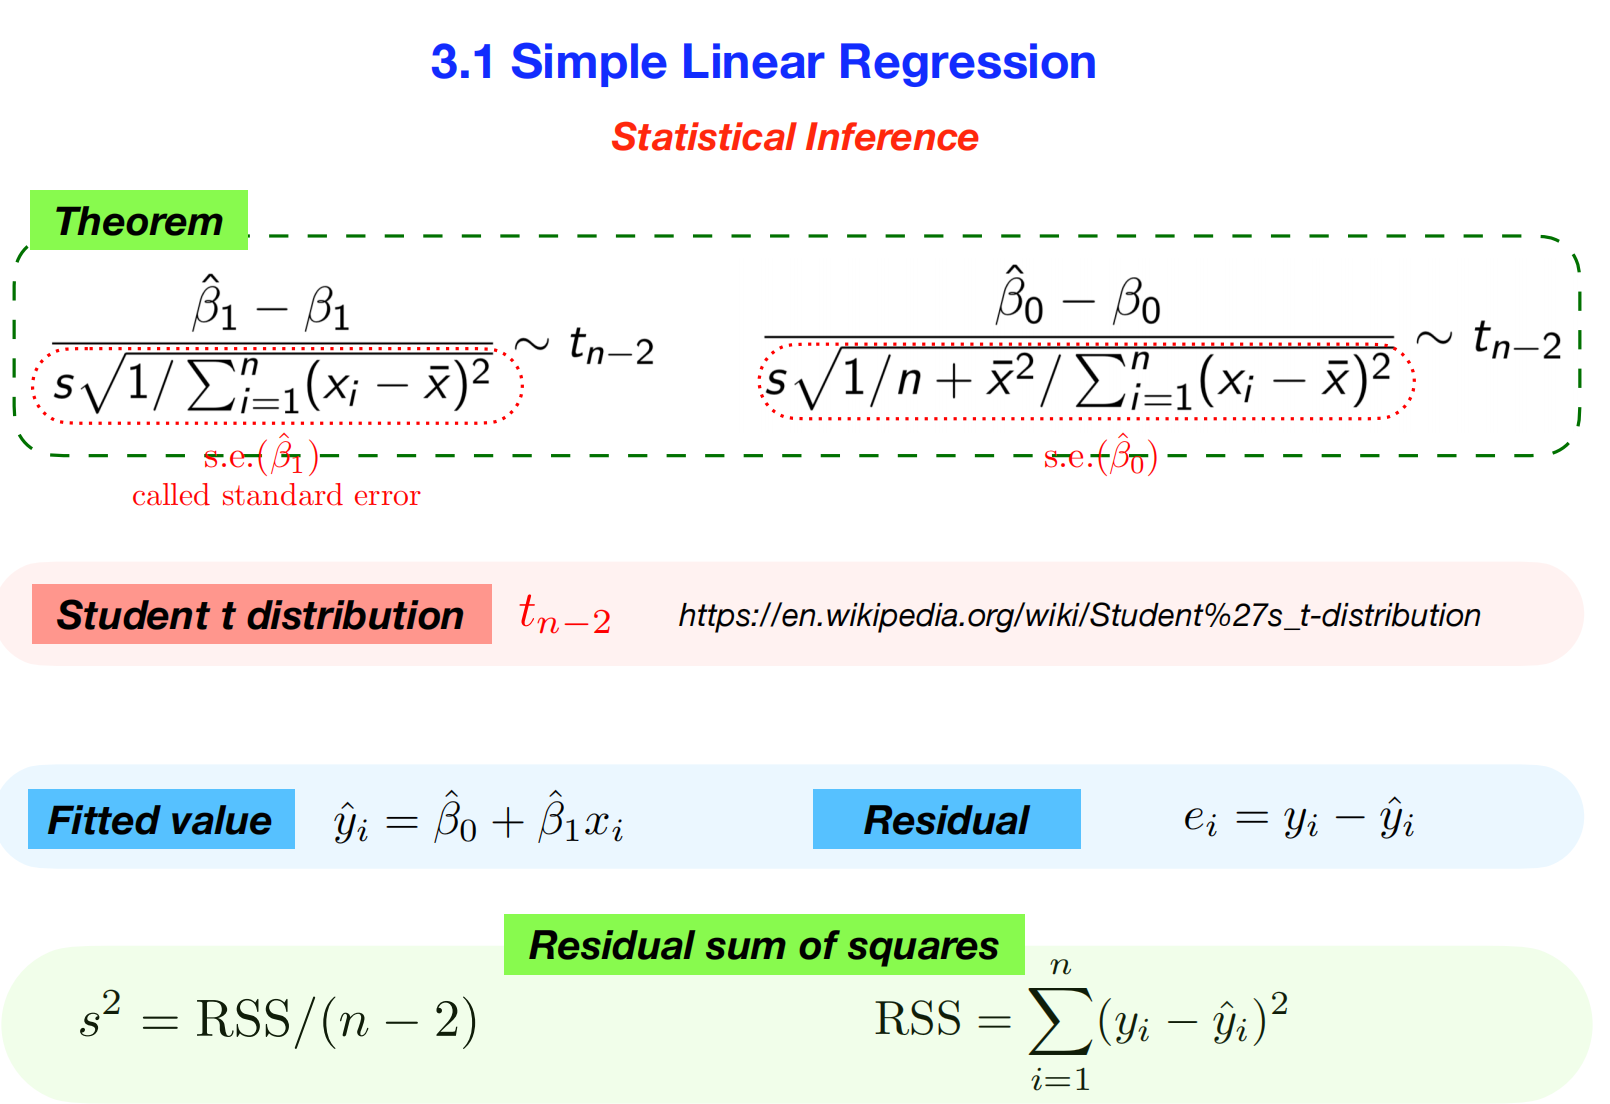 3.1 Simple Linear Regression
Statistical Inference
Theorem
\frac{\hat{\beta}_1 - \beta_1}{s\sqrt{1/\sum_{i=1}^{n}(x_i - \bar{x})^2}} \sim t_{n-2}
\frac{\hat{\beta}_0 - \beta_0}{s\sqrt{1/n + \bar{x}^2/\sum_{i=1}^{n}(x_i - \bar{x})^2}} \sim t_{n-2}
s.e.(\hat{\beta}_1)
called standard error
s.e.(\hat{\beta}_0)
Student t distribution t_{n-2} https://en.wikipedia.org/wiki/Student%27s_t-distribution
Fitted value \hat{y}_i = \hat{\beta}_0 + \hat{\beta}_1 x_i
Residual e_i = y_i - \hat{y}_i
Residual sum of squares
s^2 = RSS/(n - 2)
RSS = \sum_{i=1}^{n}(y_i - \hat{y}_i)^2